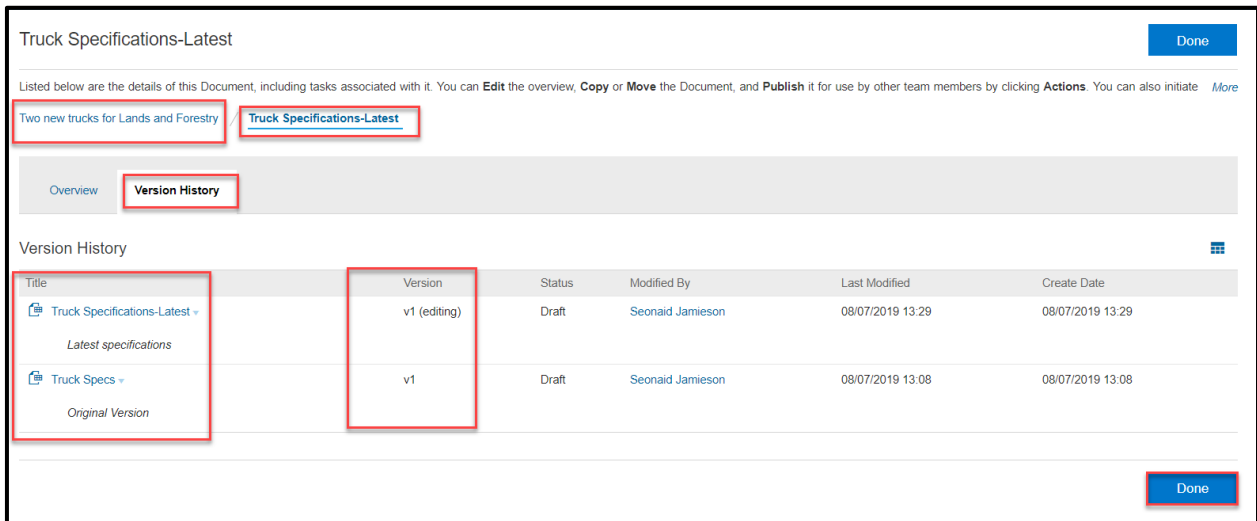 Truck Specifications-Latest
Done
Listed below are the details of this Document, including tasks associated with it. You can Edit the overview, Copy or Move the Document, and Publish it for use by other team members by clicking Actions. You can also initiate More
Two new trucks for Lands and Forestry / Truck Specifications-Latest
Overview Version History
Version History
Title Version Status Modified By Last Modified Create Date
Truck Specifications-Latest v1 (editing) Draft Seonaid Jamieson 08/07/2019 13:29 08/07/2019 13:29
Latest specifications
Truck Specs v1 Draft Seonaid Jamieson 08/07/2019 13:08 08/07/2019 13:08
Original Version
Done